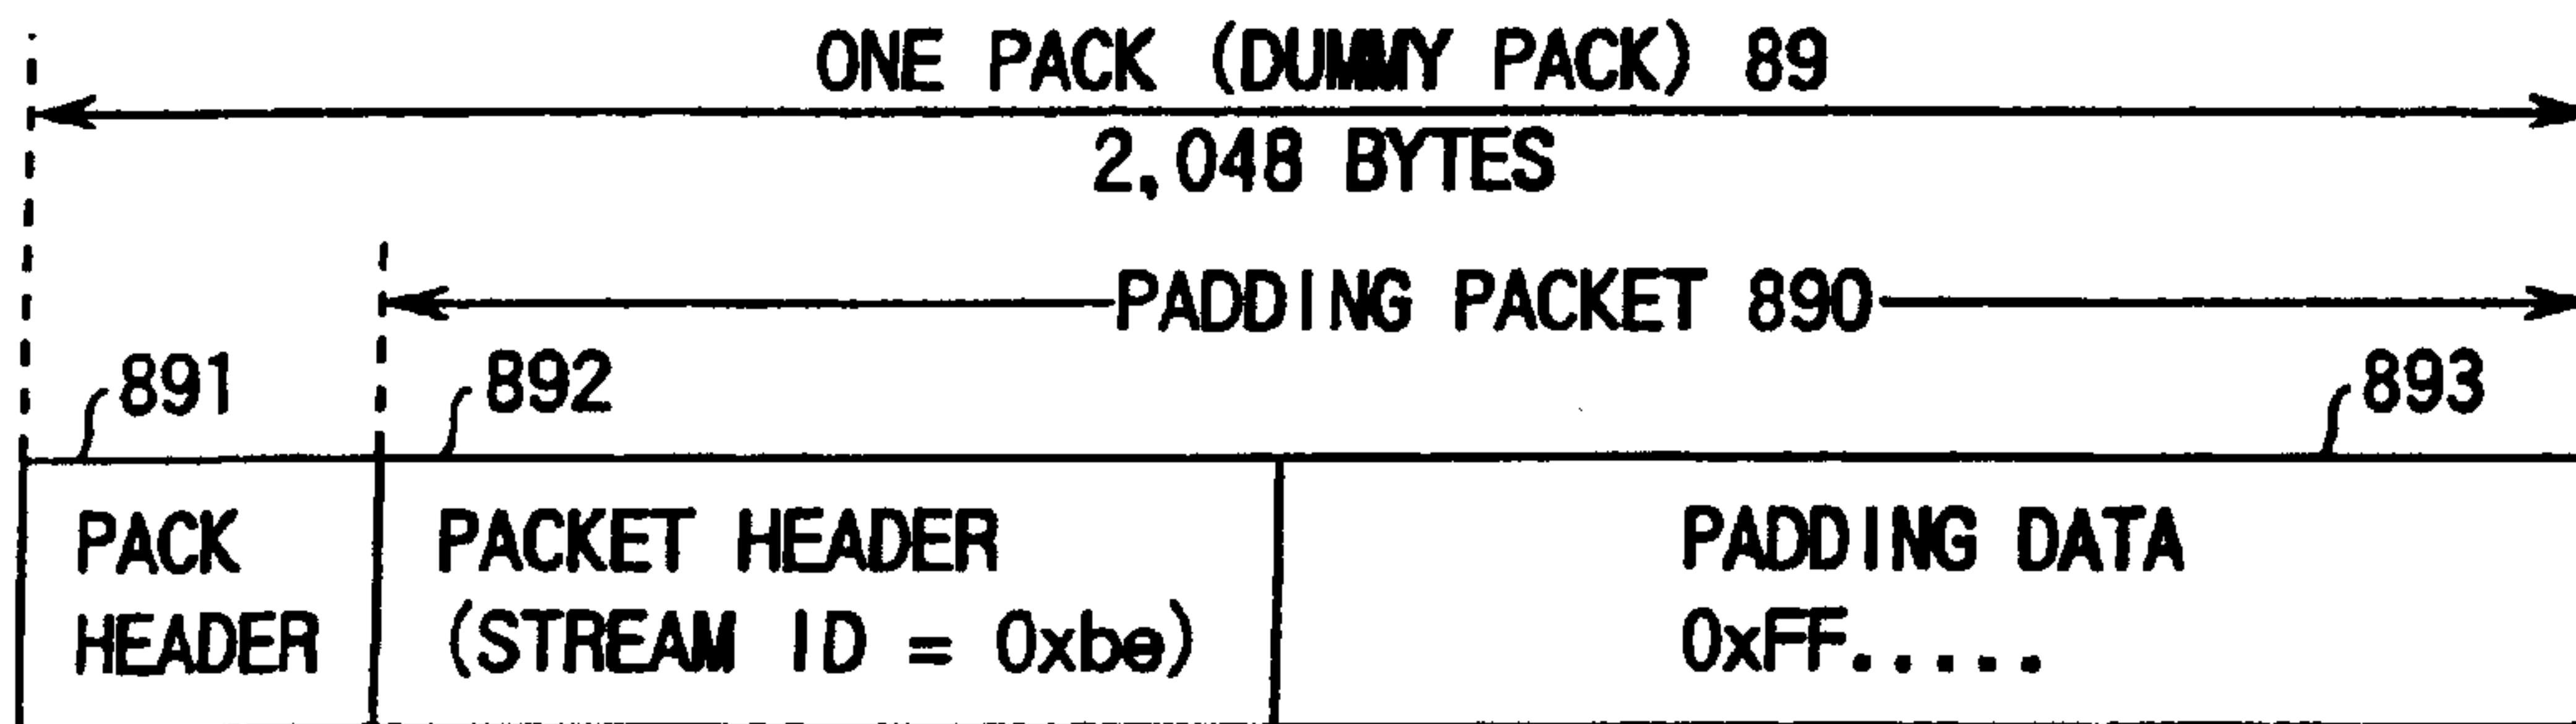 ONE PACK (DUMMY PACK) 89
2,048 BYTES
PADDING PACKET 890
891
892
893
PACK
HEADER
PACKET HEADER
(STREAM ID = 0xbe)
PADDING DATA
0xFF.....